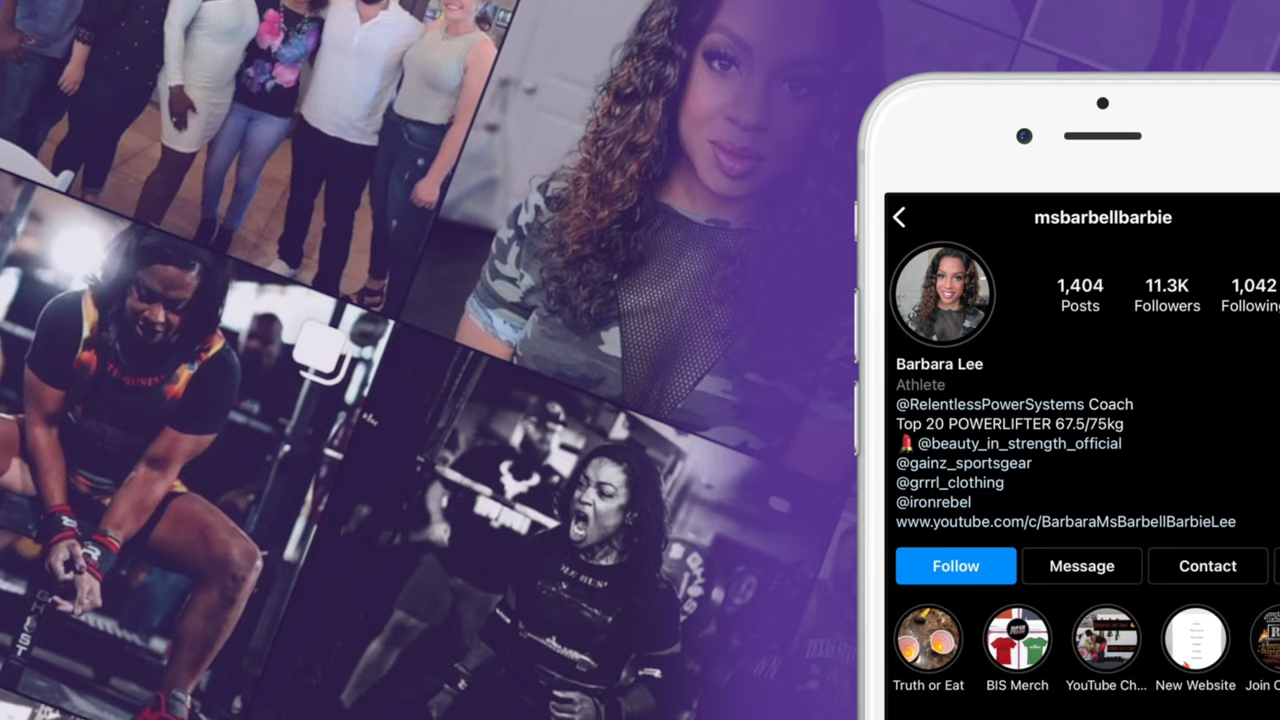 msbarbellbarbie
1,404
11.3K
1,042
Posts
Followers
Following
Barbara Lee
Athlete
@RelentlessPowerSystems Coach
Top 20 POWERLIFTER 67.5/75kg
💄 @beauty_in_strength_official
@gainz_sportsgear
@grrrl_clothing
@ironrebel
www.youtube.com/c/BarbaraMsBarbellBarbieLee
Follow
Message
Contact
Truth or Eat
BIS Merch
YouTube Ch...
New Website
Join